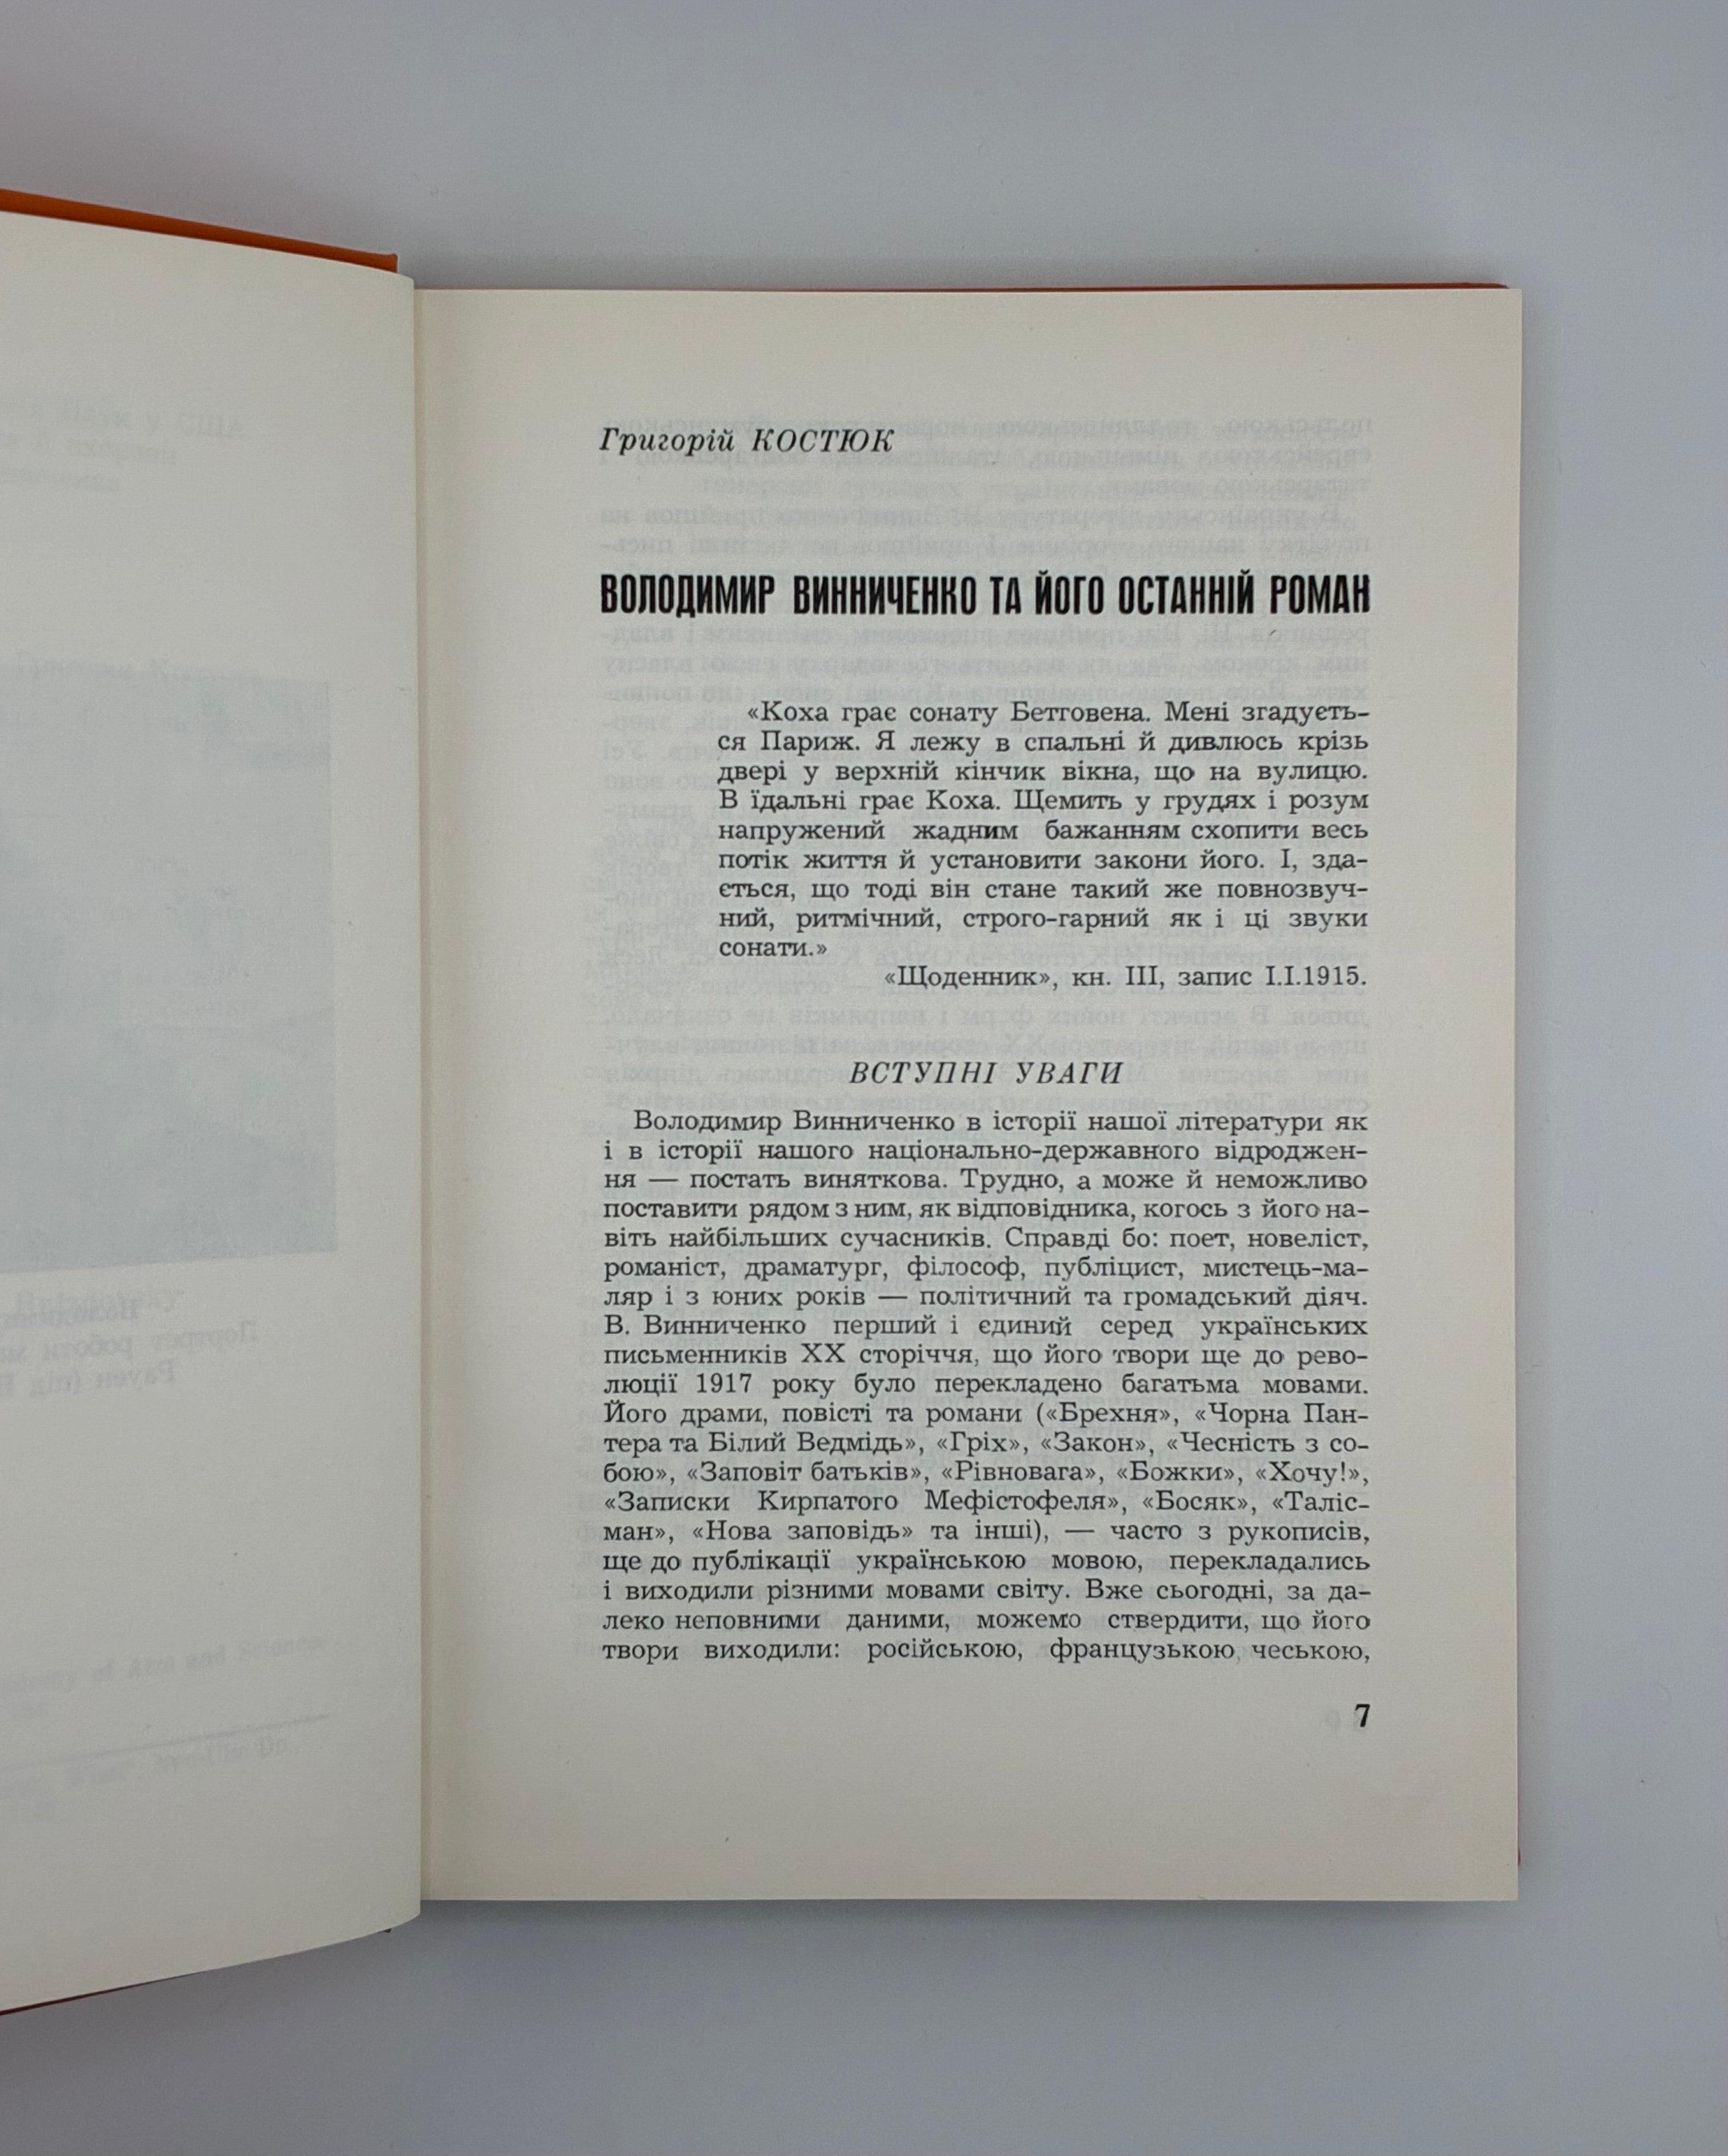 Григорій КОСТЮК
ВОЛОДИМИР ВИННИЧЕНКО ТА ЙОГО ОСТАННІЙ РОМАН
«Коха грає сонату Бетговена. Мені згадуєть-
ся Париж. Я лежу в спальні й дивлюсь крізь
двері у верхній кінчик вікна, що на вулицю.
В їдальні грає Коха. Щемить у грудях і розум
напружений жадним бажанням схопити весь
потік життя й установити закони його. І, зда-
ється, що тоді він стане такий же повнозвуч-
ний, ритмічний, строго-гарний як і ці звуки
сонати.»
«Щоденник», кн. III, запис I.I.1915.
ВСТУПНІ УВАГИ
Володимир Винниченко в історії нашої літератури як
і в історії нашого національно-державного відроджен-
ня — постать виняткова. Трудно, а може й неможливо
поставити рядом з ним, як відповідника, когось з його на-
віть найбільших сучасників. Справді бо: поет, новеліст,
романіст, драматург, філософ, публіцист, мистець-ма-
ляр і з юних років — політичний та громадський діяч.
В. Винниченко перший і єдиний серед українських
письменників XX сторіччя, що його твори ще до рево-
люції 1917 року було перекладено багатьма мовами.
Його драми, повісті та романи («Брехня», «Чорна Пан-
тера та Білий Ведмідь», «Гріх», «Закон», «Чесність з со-
бою», «Заповіт батьків», «Рівновага», «Божки», «Хочу!»,
«Записки Кирпатого Мефістофеля», «Босяк», «Таліс-
ман», «Нова заповідь» та інші), — часто з рукописів,
ще до публікації українською мовою, перекладались
і виходили різними мовами світу. Вже сьогодні, за да-
леко неповними даними, можемо ствердити, що його
твори виходили: російською, французькою, чеською,
7